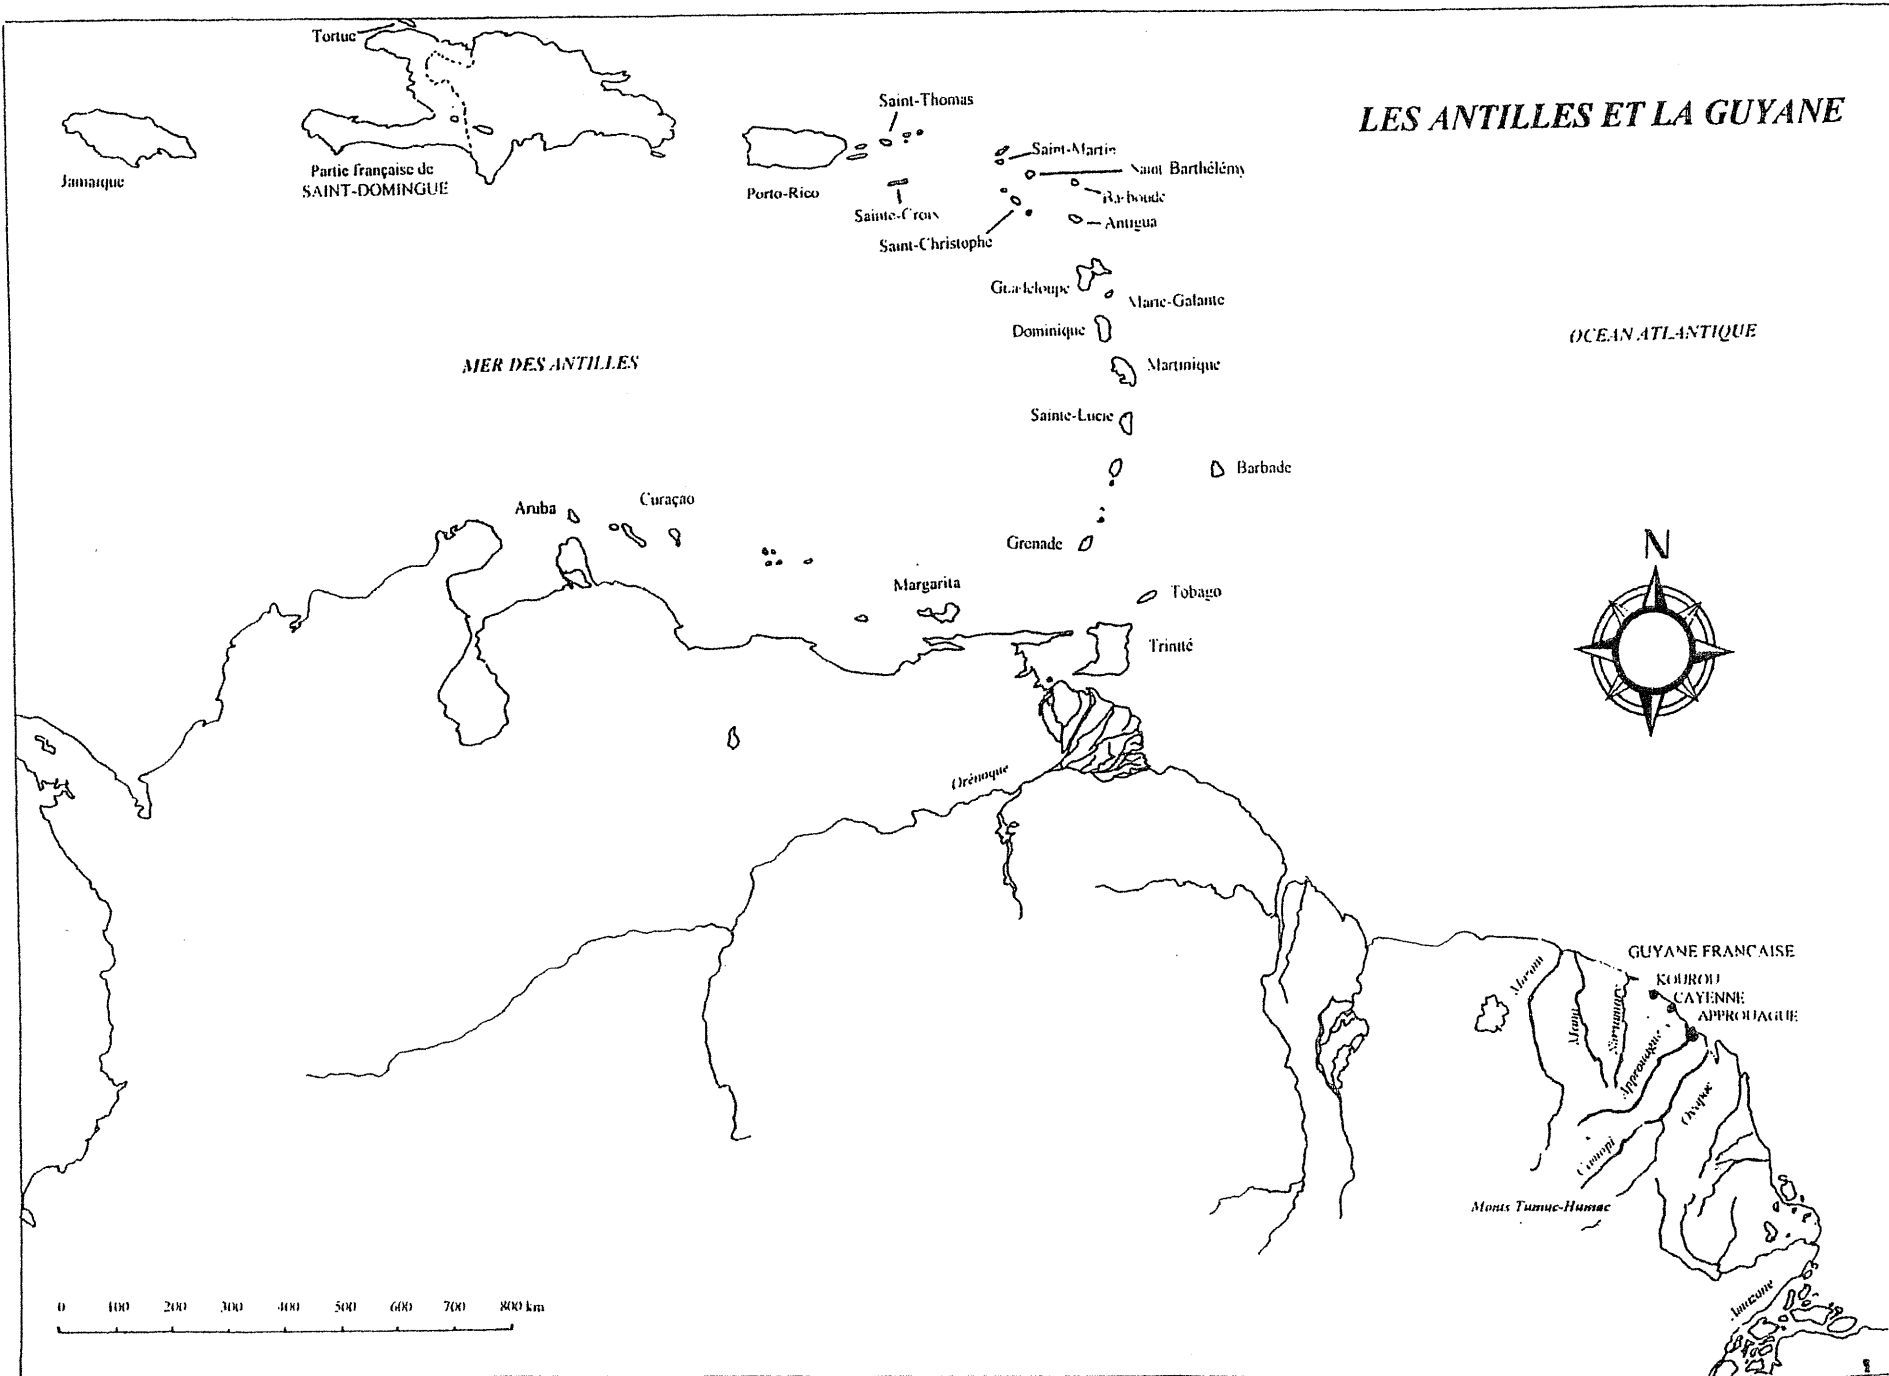 LES ANTILLES ET LA GUYANE
Tortue
Jamaïque
Partie française de
SAINT-DOMINGUE
Porto-Rico
Saint-Thomas
Sainte-Croix
Saint-Martin
Saint Barthélémy
Barboude
Antigua
Saint-Christophe
Guadeloupe
Marie-Galante
Dominique
Martinique
MER DES ANTILLES
OCEAN ATLANTIQUE
Sainte-Lucie
Barbade
Aruba
Curaçao
Grenade
Margarita
Tobago
Trinité
N
Orénoque
GUYANE FRANCAISE
KOUROU
CAYENNE
APPROUAGUE
Maroni
Mana
Approuague
Oyapoc
Camopi
Monts Tumuc-Humac
Amazone
0 100 200 300 400 500 600 700 800 km